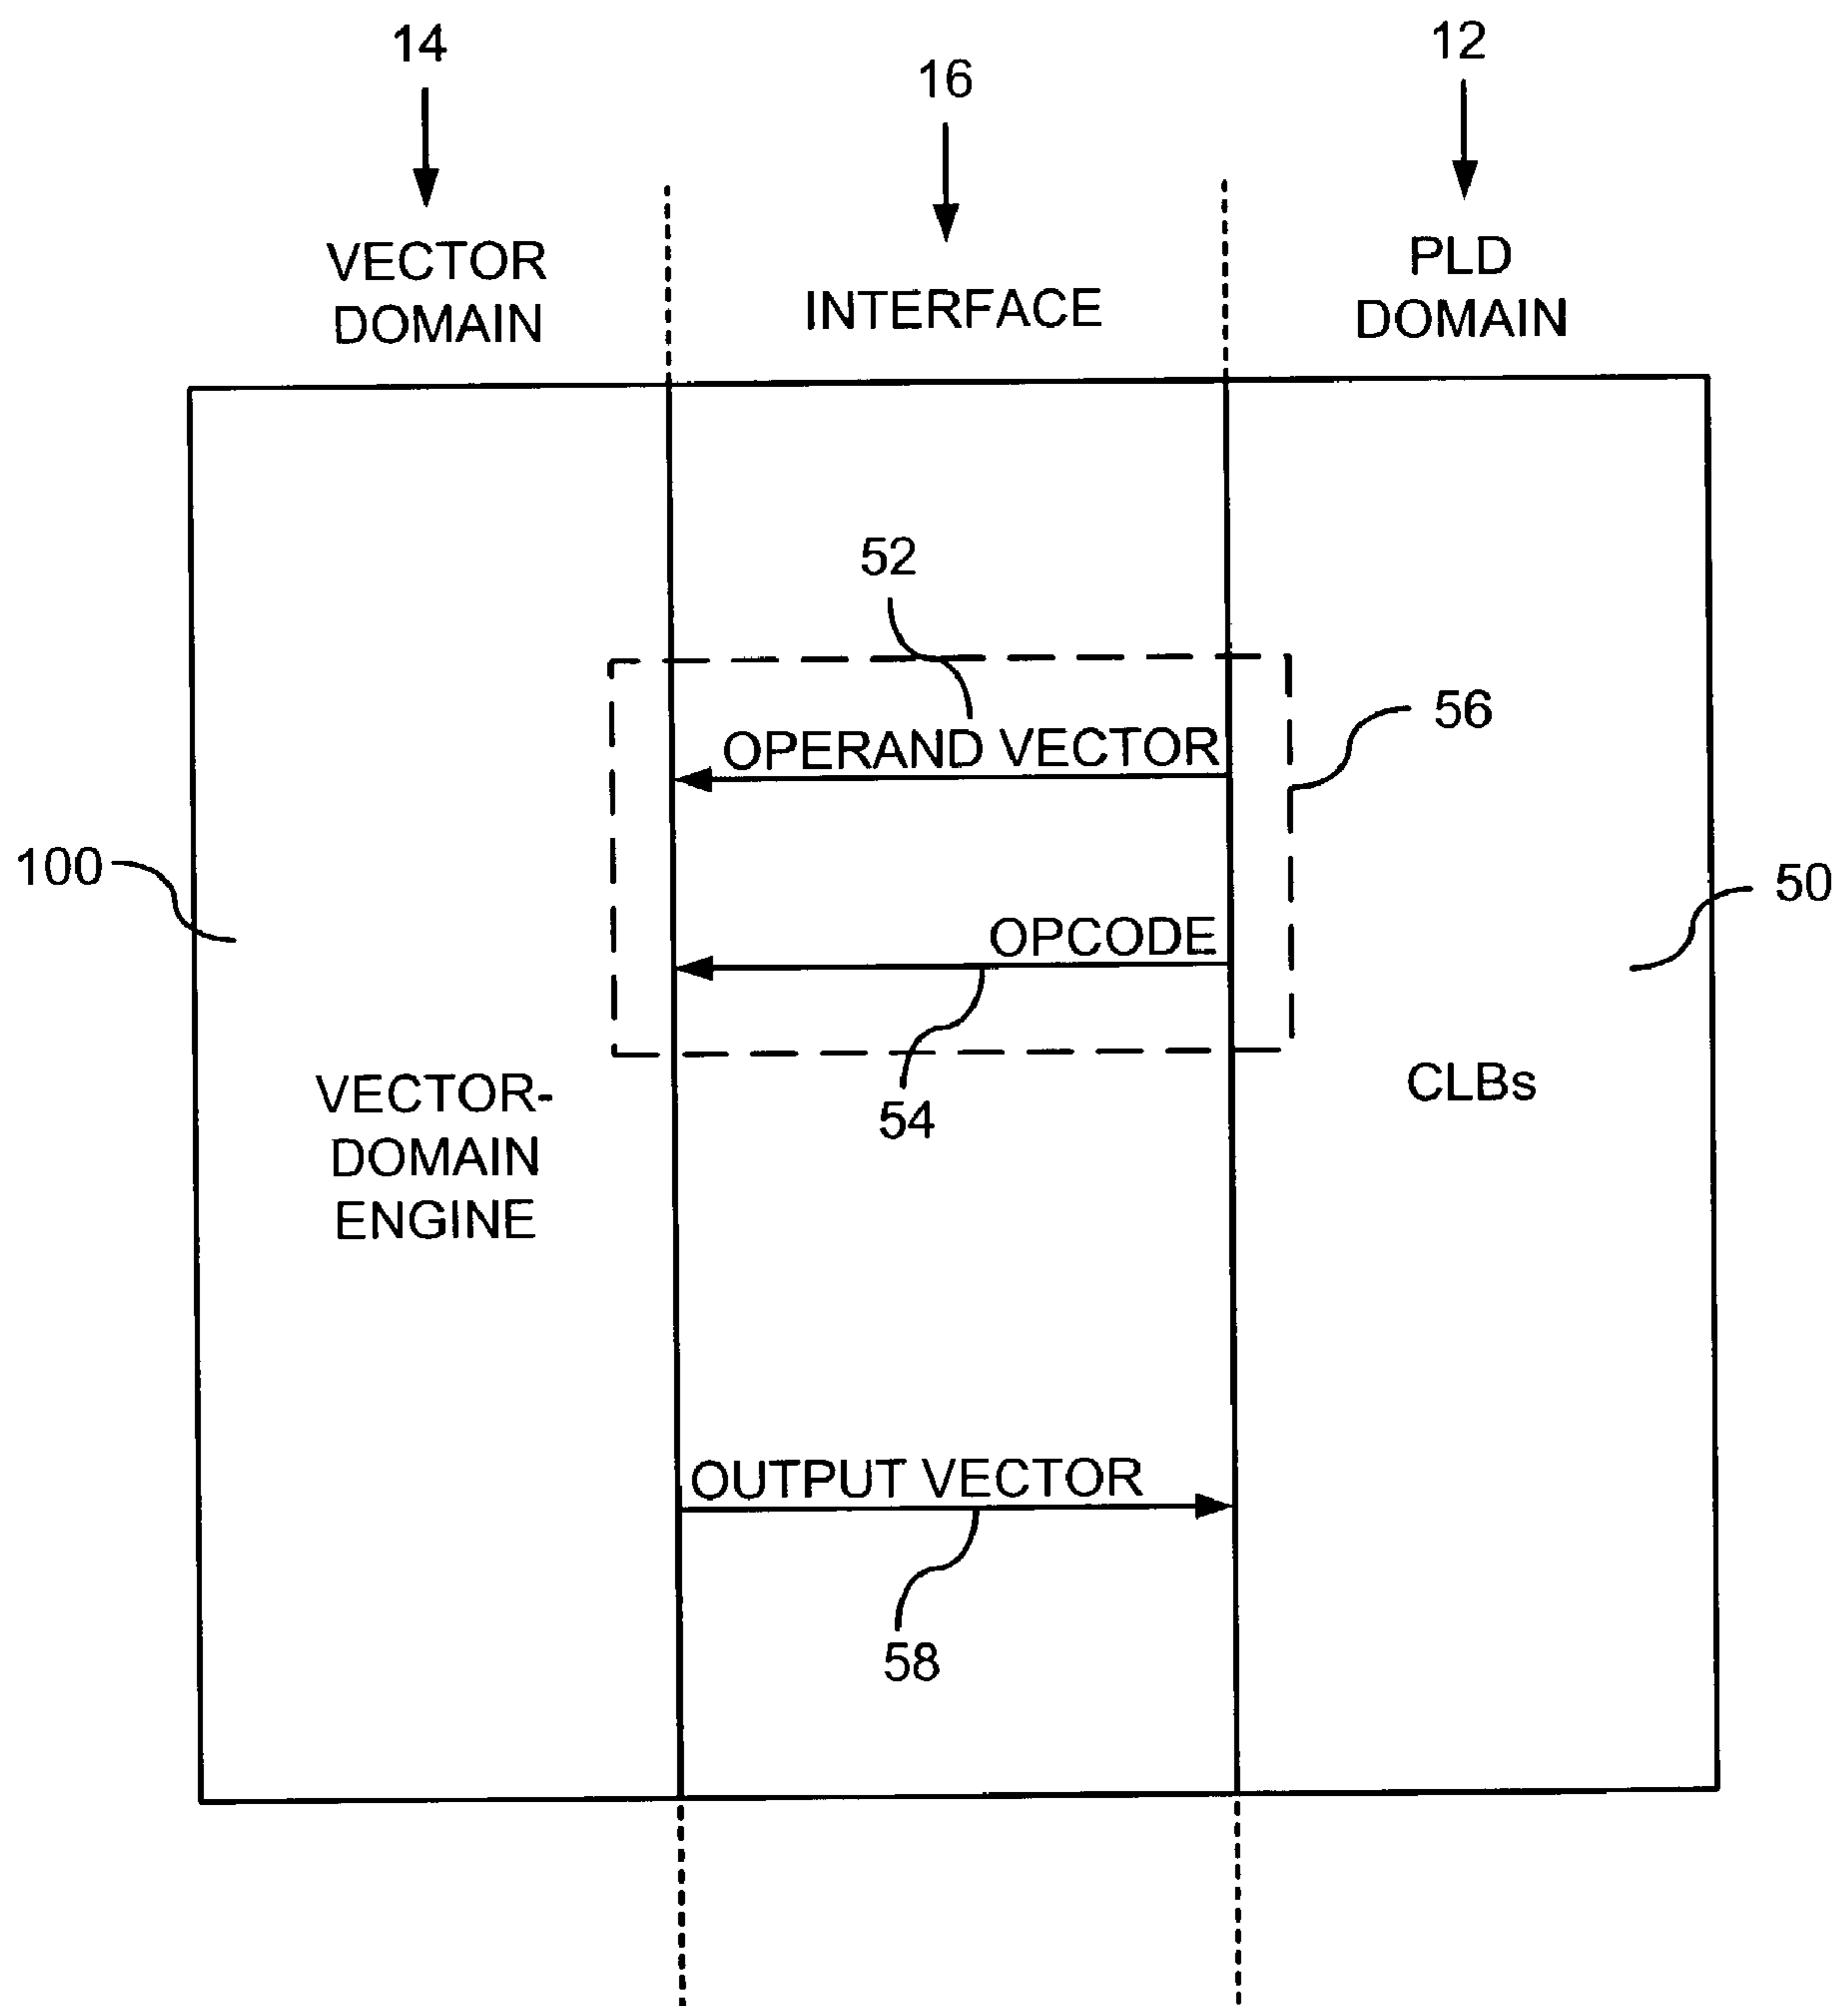 14
16
12
VECTOR
DOMAIN
INTERFACE
PLD
DOMAIN
52
56
OPERAND VECTOR
100
50
OPCODE
54
VECTOR-
DOMAIN
ENGINE
CLBs
OUTPUT VECTOR
58